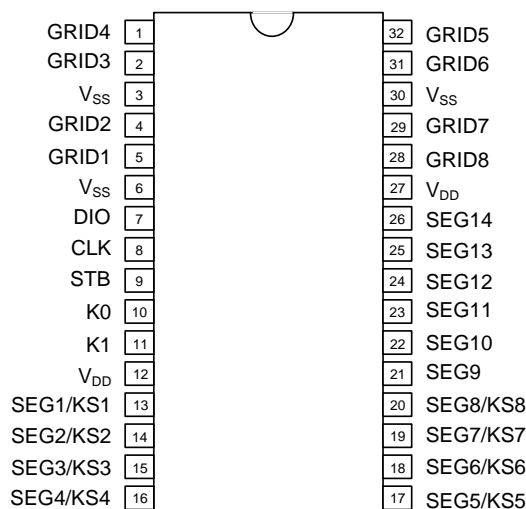 GRID4 1 32 GRID5
GRID3 2 31 GRID6
VSS 3 30 VSS
GRID2 4 29 GRID7
GRID1 5 28 GRID8
VSS 6 27 VDD
DIO 7 26 SEG14
CLK 8 25 SEG13
STB 9 24 SEG12
K0 10 23 SEG11
K1 11 22 SEG10
VDD 12 21 SEG9
SEG1/KS1 13 20 SEG8/KS8
SEG2/KS2 14 19 SEG7/KS7
SEG3/KS3 15 18 SEG6/KS6
SEG4/KS4 16 17 SEG5/KS5